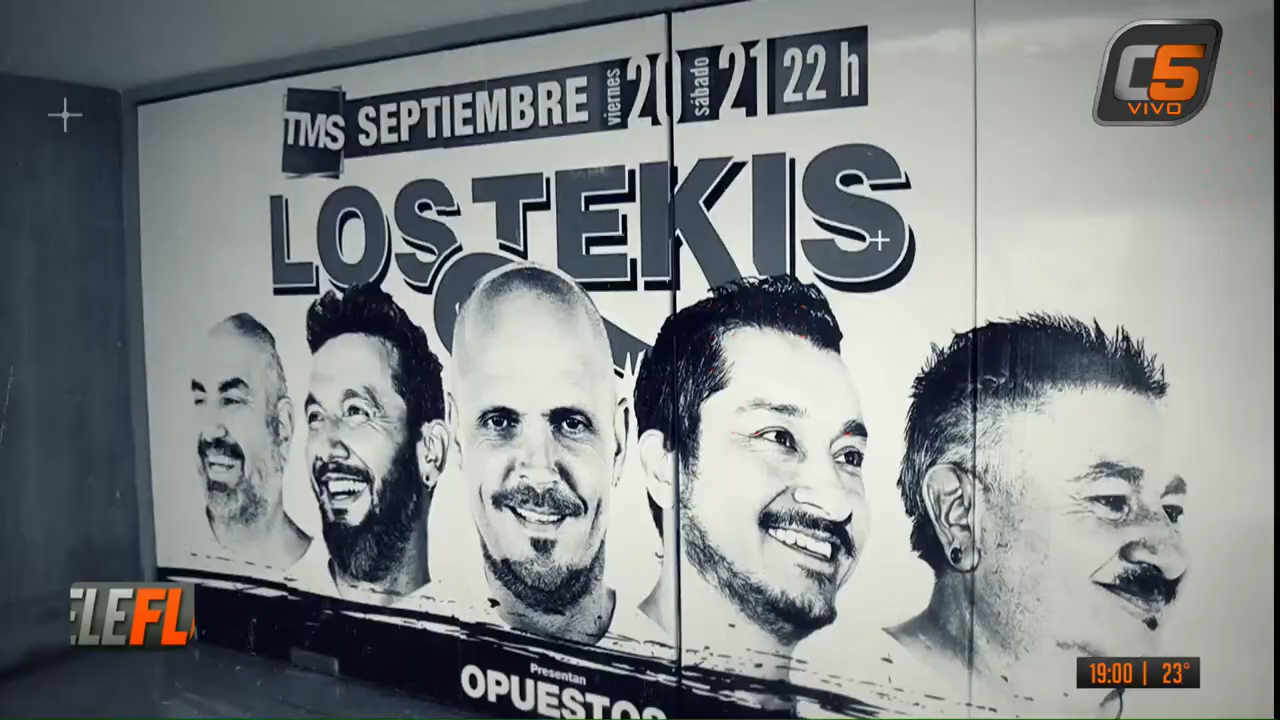 TMS SEPTIEMBRE viernes 20 sábado 21 22 h
LOS TEKIS
Presentan
OPUESTOS
C5
VIVO
ELEFL
19:00 | 23°